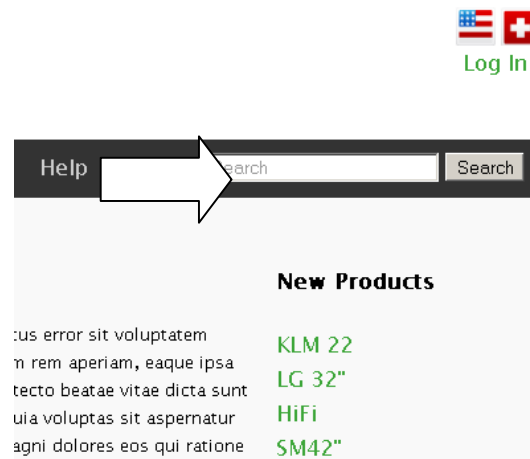 Log In
Help
earch
Search
New Products
tus error sit voluptatem
m rem aperiam, eaque ipsa
tecto beatae vitae dicta sunt
uia voluptas sit aspernatur
agni dolores eos qui ratione
KLM 22
LG 32"
HiFi
SM42"